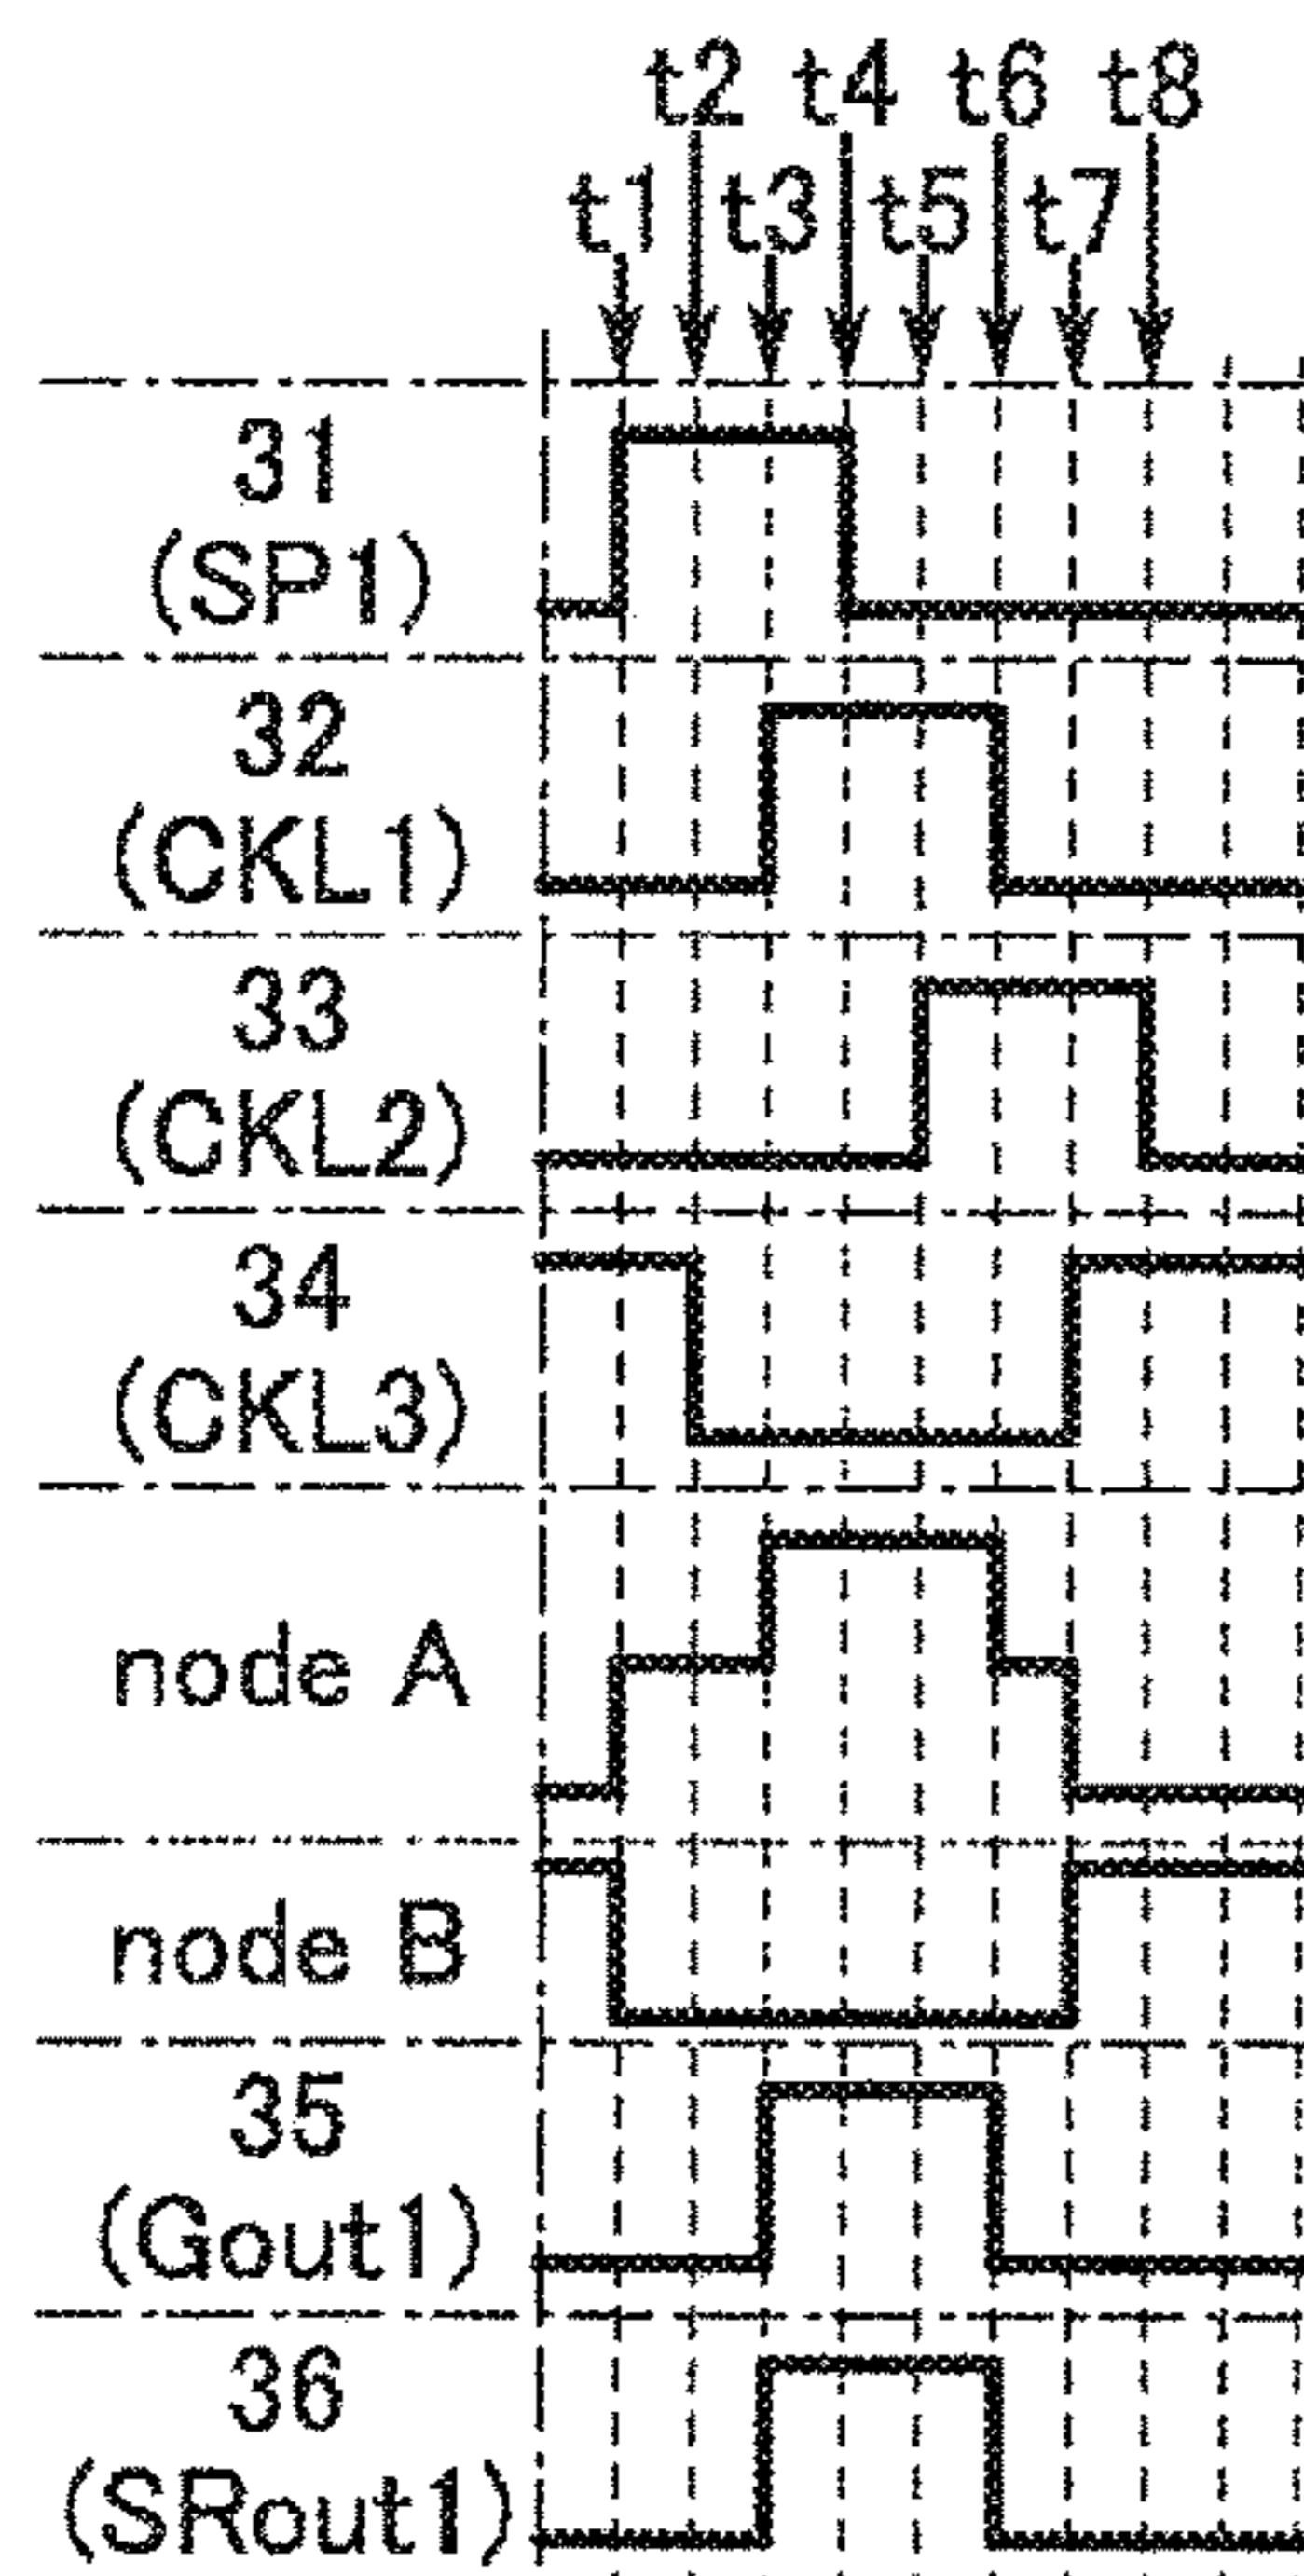 t2 t4 t6 t8
t1 t3 t5 t7
31
(SP1)
32
(CKL1)
33
(CKL2)
34
(CKL3)
node A
node B
35
(Gout1)
36
(SRout1)